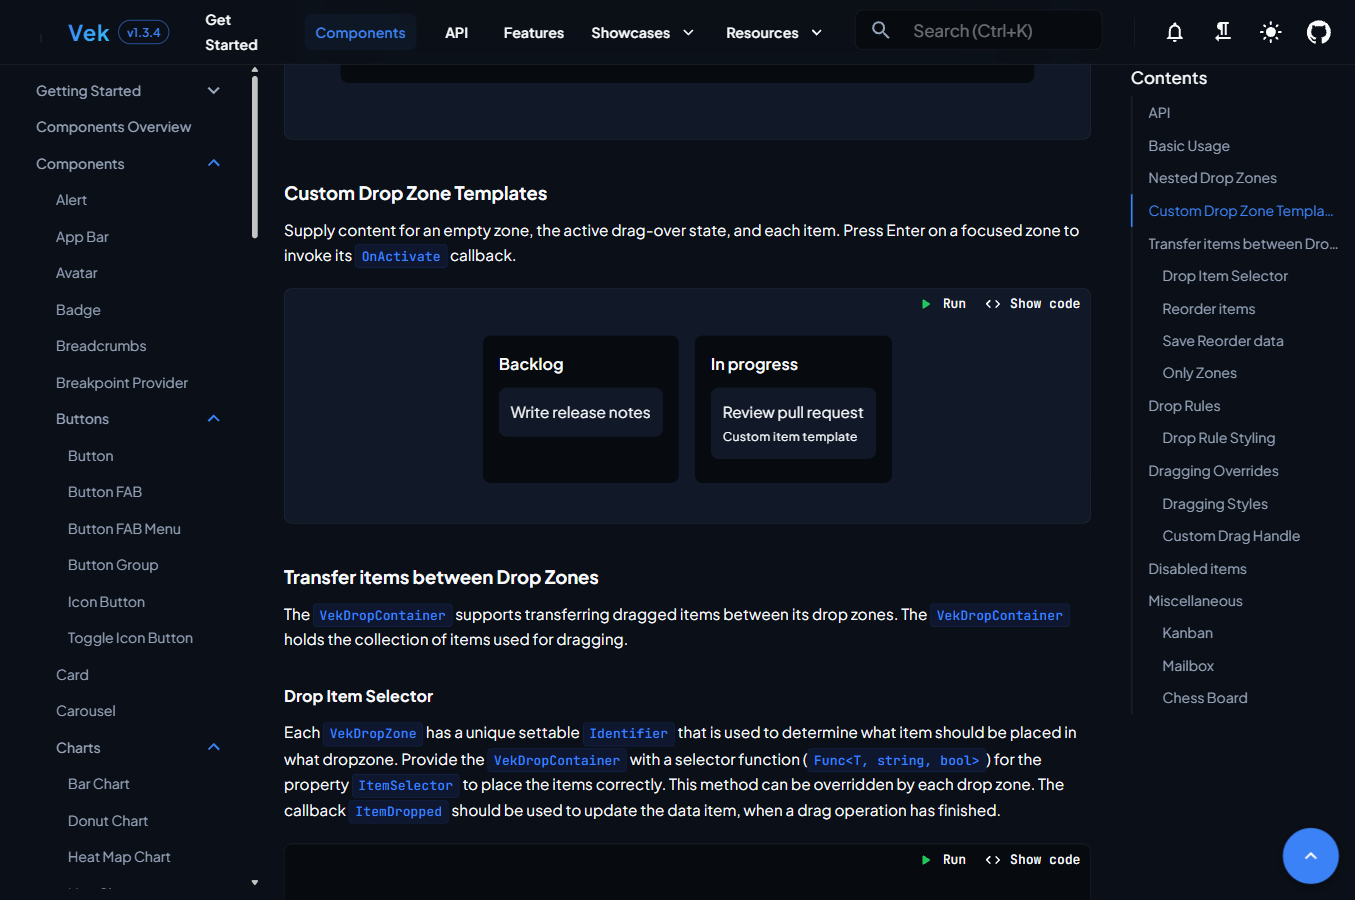 Vek
v1.3.4
Get
Started
Components
API
Features
Showcases
Resources
Search (Ctrl+K)
Getting Started
Components Overview
Components
Alert
App Bar
Avatar
Badge
Breadcrumbs
Breakpoint Provider
Buttons
Button
Button FAB
Button FAB Menu
Button Group
Icon Button
Toggle Icon Button
Card
Carousel
Charts
Bar Chart
Donut Chart
Heat Map Chart
Custom Drop Zone Templates
Supply content for an empty zone, the active drag-over state, and each item. Press Enter on a focused zone to
invoke its OnActivate callback.
Run
Show code
Backlog
Write release notes
In progress
Review pull request
Custom item template
Transfer items between Drop Zones
The VekDropContainer supports transferring dragged items between its drop zones. The VekDropContainer
holds the collection of items used for dragging.
Drop Item Selector
Each VekDropZone has a unique settable Identifier that is used to determine what item should be placed in
what dropzone. Provide the VekDropContainer with a selector function ( Func<T, string, bool> ) for the
property ItemSelector to place the items correctly. This method can be overridden by each drop zone. The
callback ItemDropped should be used to update the data item, when a drag operation has finished.
Run
Show code
Contents
API
Basic Usage
Nested Drop Zones
Custom Drop Zone Templa...
Transfer items between Dro...
Drop Item Selector
Reorder items
Save Reorder data
Only Zones
Drop Rules
Drop Rule Styling
Dragging Overrides
Dragging Styles
Custom Drag Handle
Disabled items
Miscellaneous
Kanban
Mailbox
Chess Board